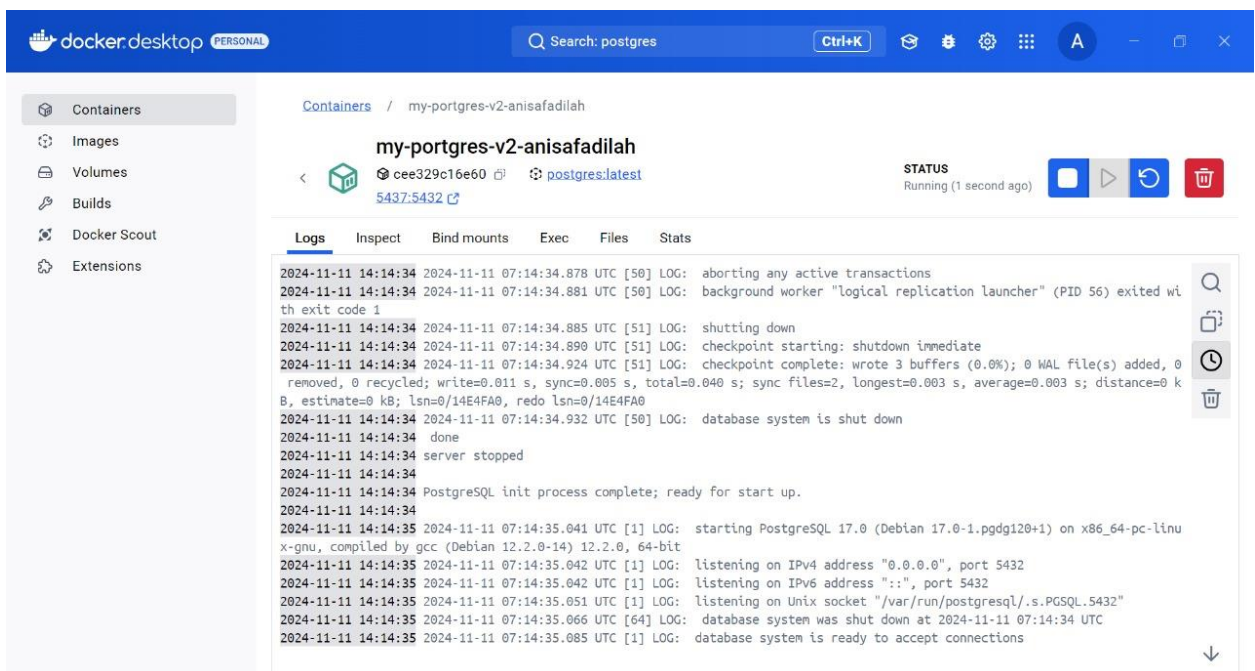 docker.desktop PERSONAL
Search: postgres
Ctrl+K
A
Containers
Images
Volumes
Builds
Docker Scout
Extensions
Containers / my-portgres-v2-anisafadilah
my-portgres-v2-anisafadilah
cee329c16e60 postgres:latest
5437:5432
STATUS
Running (1 second ago)
Logs Inspect Bind mounts Exec Files Stats
2024-11-11 14:14:34 2024-11-11 07:14:34.878 UTC [50] LOG:  aborting any active transactions
2024-11-11 14:14:34 2024-11-11 07:14:34.881 UTC [50] LOG:  background worker "logical replication launcher" (PID 56) exited wi
th exit code 1
2024-11-11 14:14:34 2024-11-11 07:14:34.885 UTC [51] LOG:  shutting down
2024-11-11 14:14:34 2024-11-11 07:14:34.890 UTC [51] LOG:  checkpoint starting: shutdown immediate
2024-11-11 14:14:34 2024-11-11 07:14:34.924 UTC [51] LOG:  checkpoint complete: wrote 3 buffers (0.0%); 0 WAL file(s) added, 0
removed, 0 recycled; write=0.011 s, sync=0.005 s, total=0.040 s; sync files=2, longest=0.003 s, average=0.003 s; distance=0 k
B, estimate=0 kB; lsn=0/14E4FA0, redo lsn=0/14E4FA0
2024-11-11 14:14:34 2024-11-11 07:14:34.932 UTC [50] LOG:  database system is shut down
2024-11-11 14:14:34  done
2024-11-11 14:14:34 server stopped
2024-11-11 14:14:34
2024-11-11 14:14:34 PostgreSQL init process complete; ready for start up.
2024-11-11 14:14:34
2024-11-11 14:14:35 2024-11-11 07:14:35.041 UTC [1] LOG:  starting PostgreSQL 17.0 (Debian 17.0-1.pgdg120+1) on x86_64-pc-linu
x-gnu, compiled by gcc (Debian 12.2.0-14) 12.2.0, 64-bit
2024-11-11 14:14:35 2024-11-11 07:14:35.042 UTC [1] LOG:  listening on IPv4 address "0.0.0.0", port 5432
2024-11-11 14:14:35 2024-11-11 07:14:35.042 UTC [1] LOG:  listening on IPv6 address "::", port 5432
2024-11-11 14:14:35 2024-11-11 07:14:35.051 UTC [1] LOG:  listening on Unix socket "/var/run/postgresql/.s.PGSQL.5432"
2024-11-11 14:14:35 2024-11-11 07:14:35.066 UTC [64] LOG:  database system was shut down at 2024-11-11 07:14:34 UTC
2024-11-11 14:14:35 2024-11-11 07:14:35.085 UTC [1] LOG:  database system is ready to accept connections